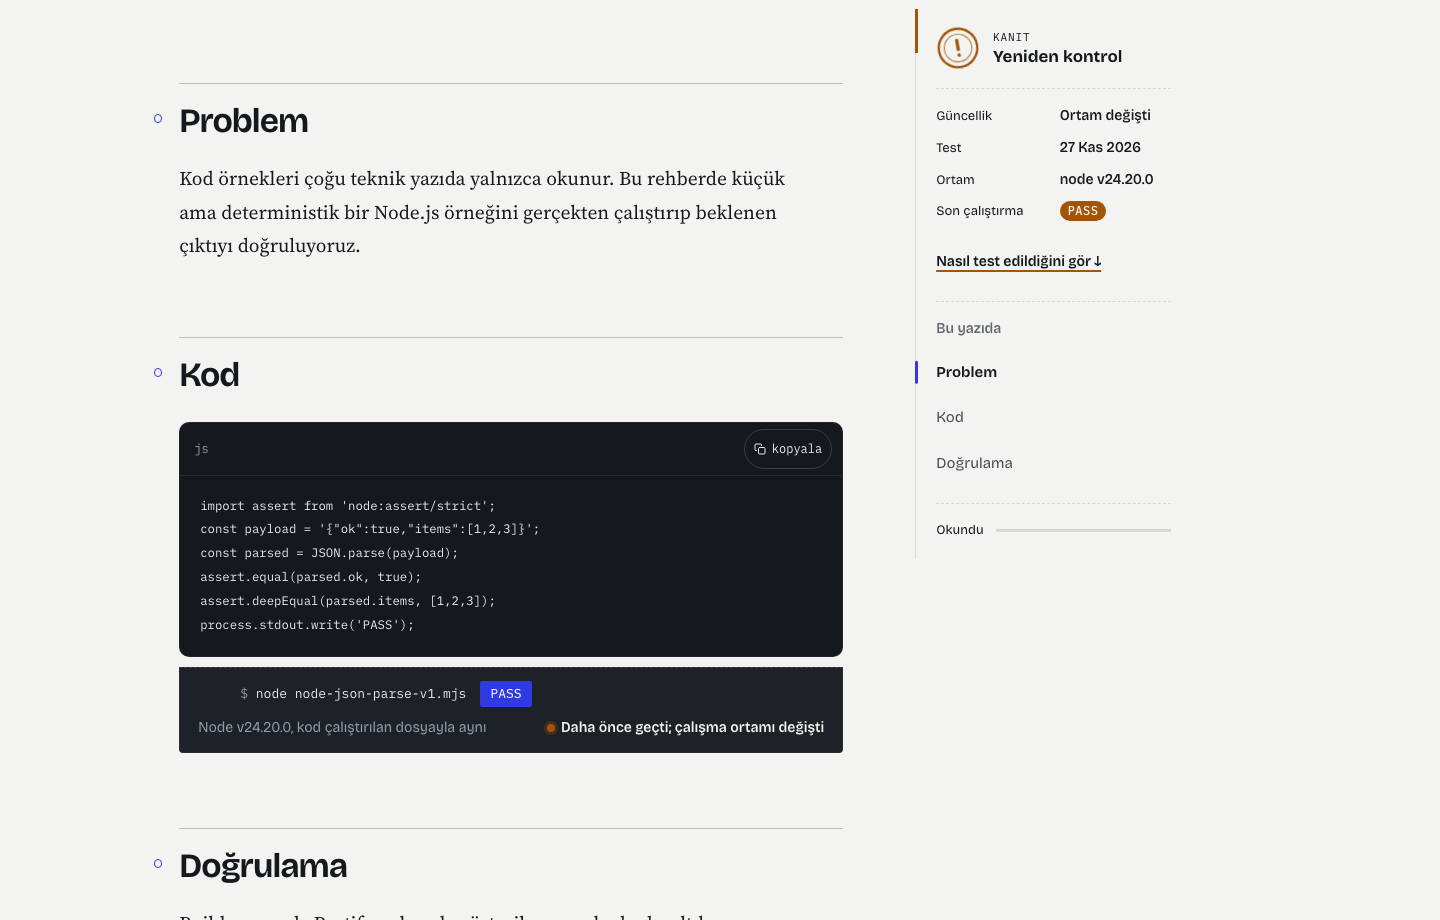 Problem
Kod örnekleri çoğu teknik yazıda yalnızca okunur. Bu rehberde küçük
ama deterministik bir Node.js örneğini gerçekten çalıştırıp beklenen
çıktıyı doğruluyoruz.
Kod
js
kopyala
import assert from 'node:assert/strict';
const payload = '{"ok":true,"items":[1,2,3]}';
const parsed = JSON.parse(payload);
assert.equal(parsed.ok, true);
assert.deepEqual(parsed.items, [1,2,3]);
process.stdout.write('PASS');
$ node node-json-parse-v1.mjs PASS
Node v24.20.0, kod çalıştırılan dosyayla aynı
Daha önce geçti; çalışma ortamı değişti
Doğrulama
KANIT
Yeniden kontrol
Güncellik Ortam değişti
Test 27 Kas 2026
Ortam node v24.20.0
Son çalıştırma PASS
Nasıl test edildiğini gör ↓
Bu yazıda
Problem
Kod
Doğrulama
Okundu